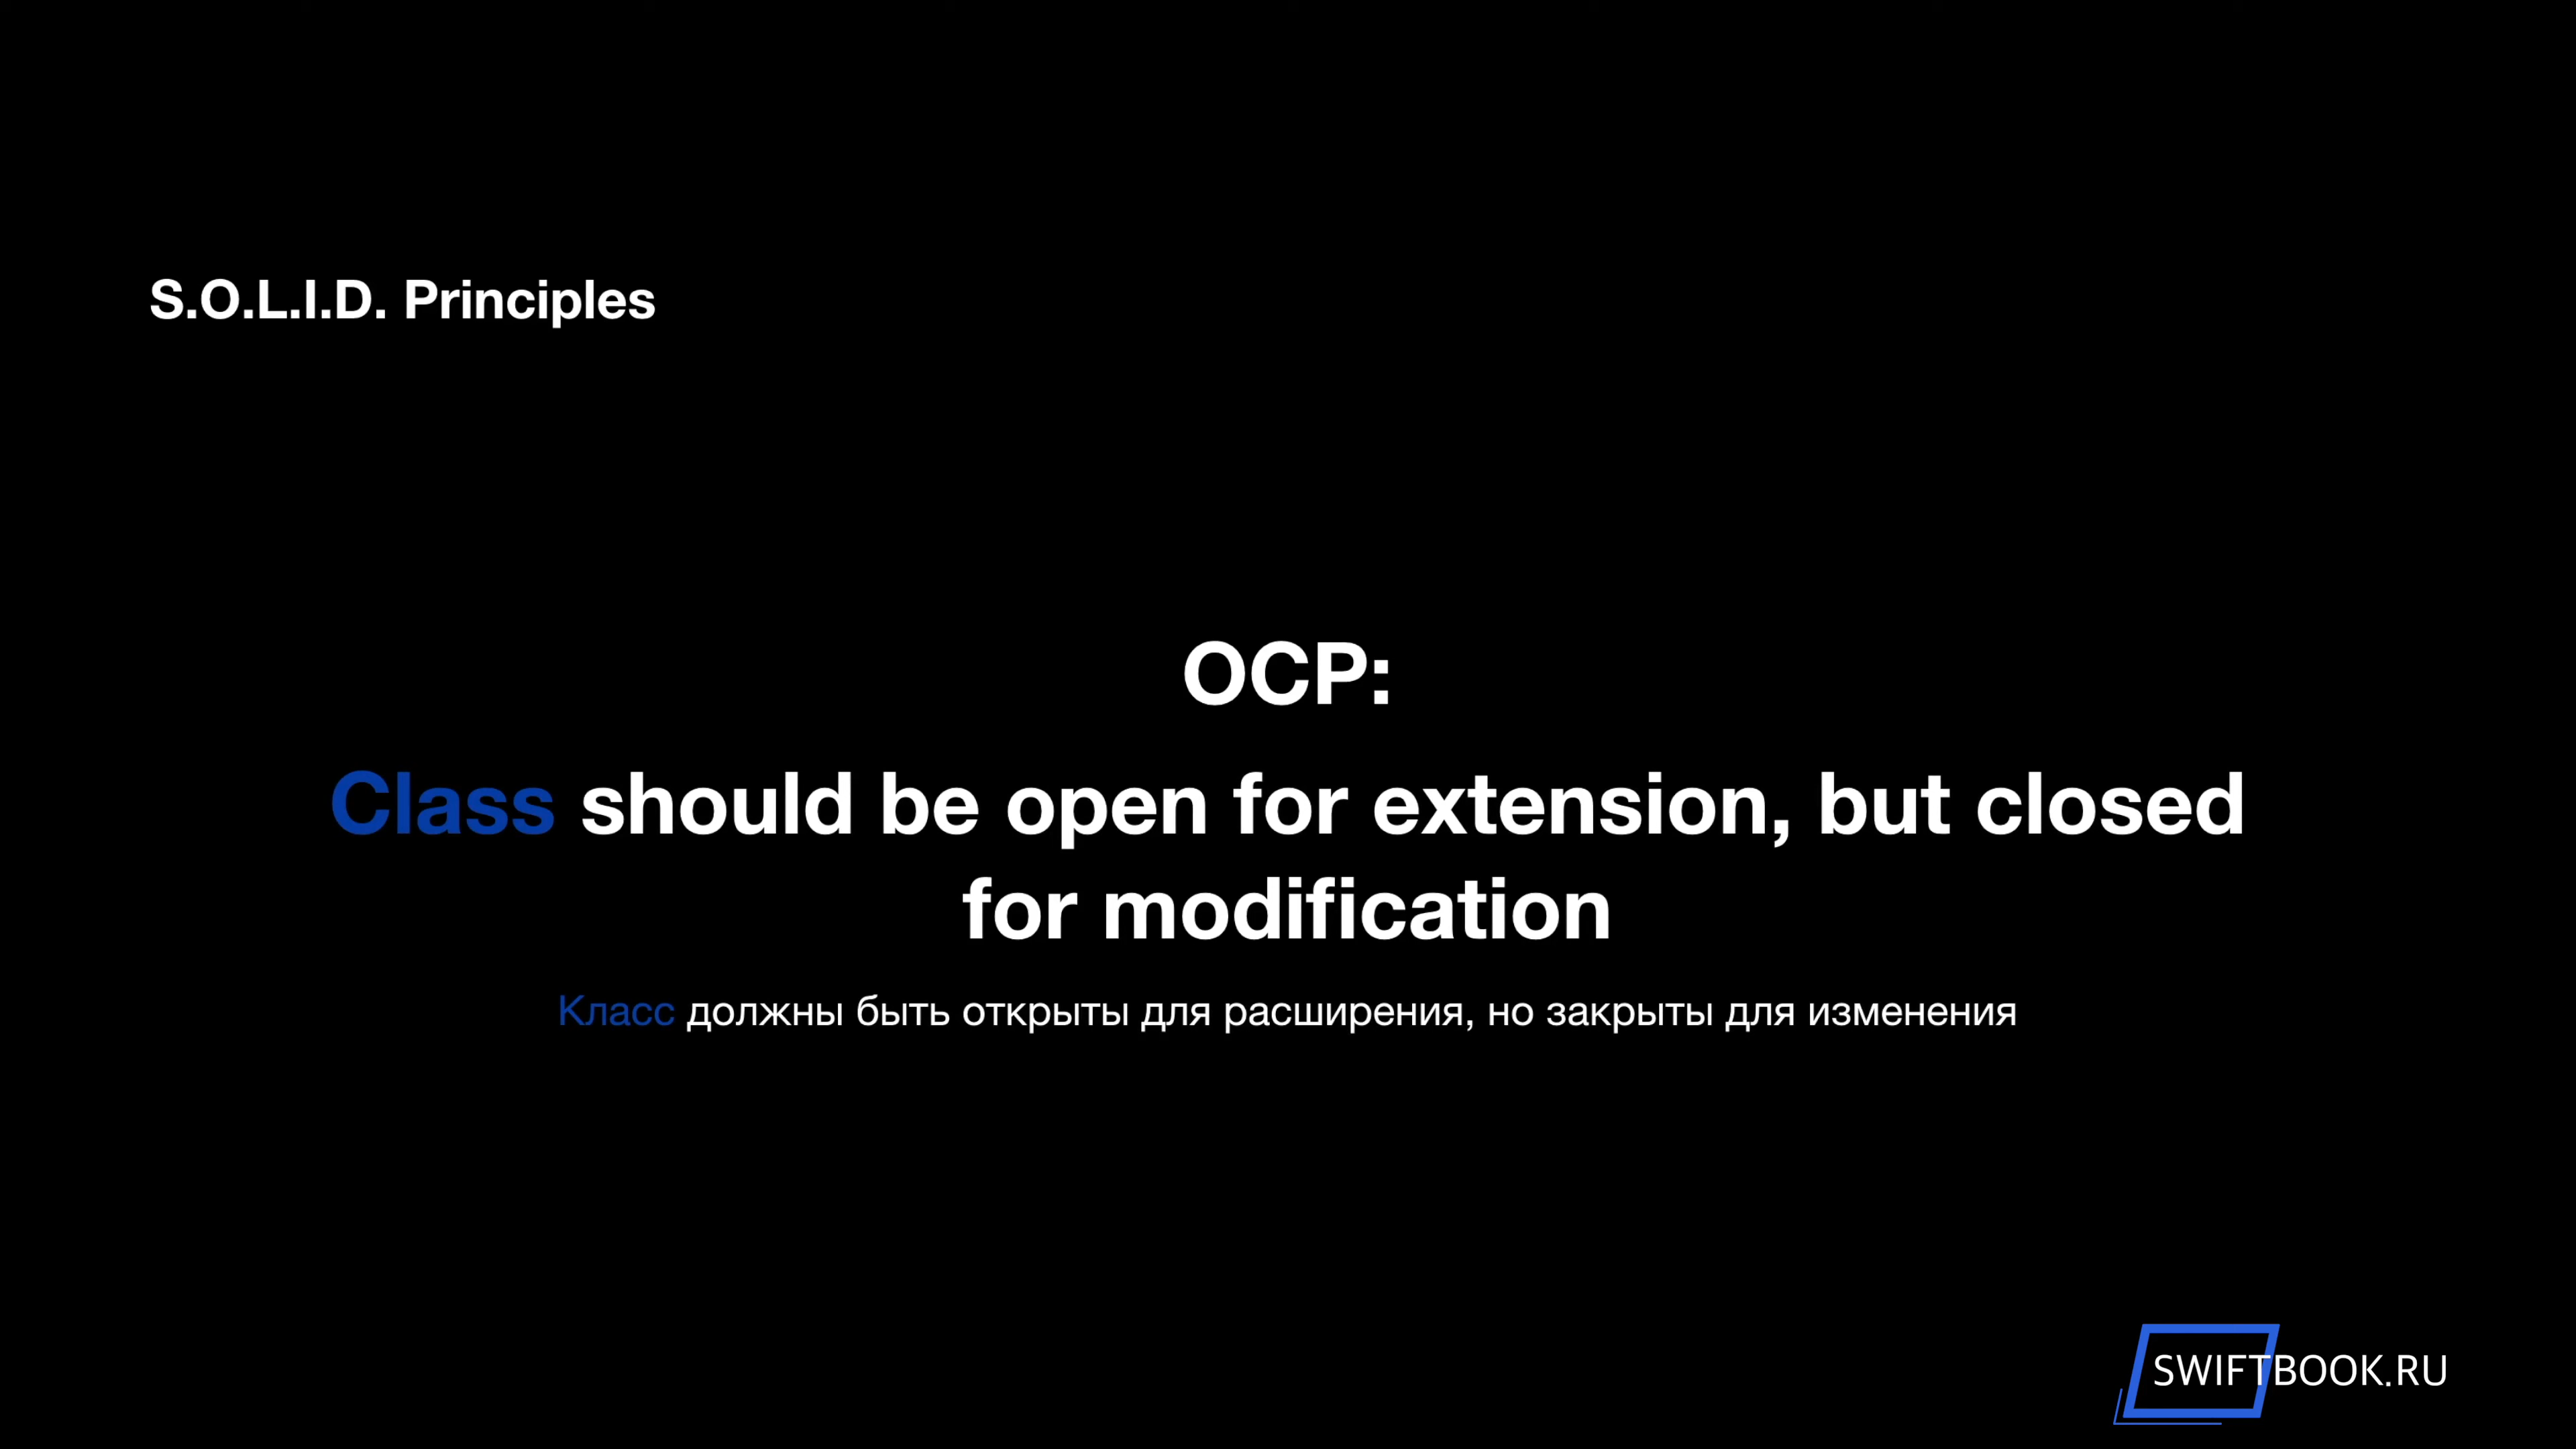 S.O.L.I.D. Principles
OCP:
Class should be open for extension, but closed
for modification
Класс должны быть открыты для расширения, но закрыты для изменения
SWIFTBOOK.RU